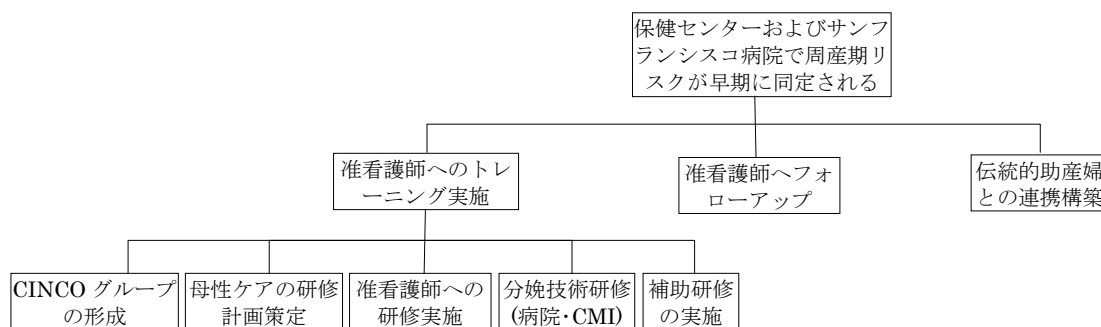 保健センターおよびサンフ
ランシスコ病院で周産期リ
スクが早期に同定される
准看護師へのトレ
ーニング実施
准看護師へフォ
ローアップ
伝統的助産婦
との連携構築
CINCO グループ
の形成
母性ケアの研修
計画策定
准看護師への
研修実施
分娩技術研修
(病院・CMI)
補助研修
の実施